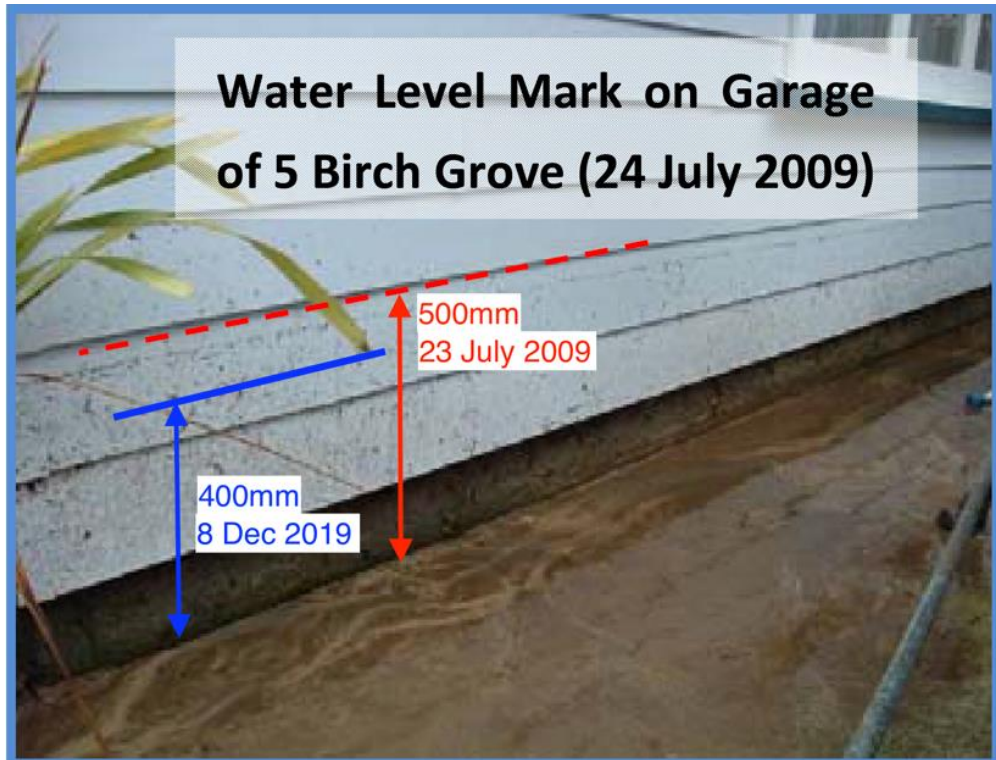 Water Level Mark on Garage
of 5 Birch Grove (24 July 2009)
500mm
23 July 2009
400mm
8 Dec 2019